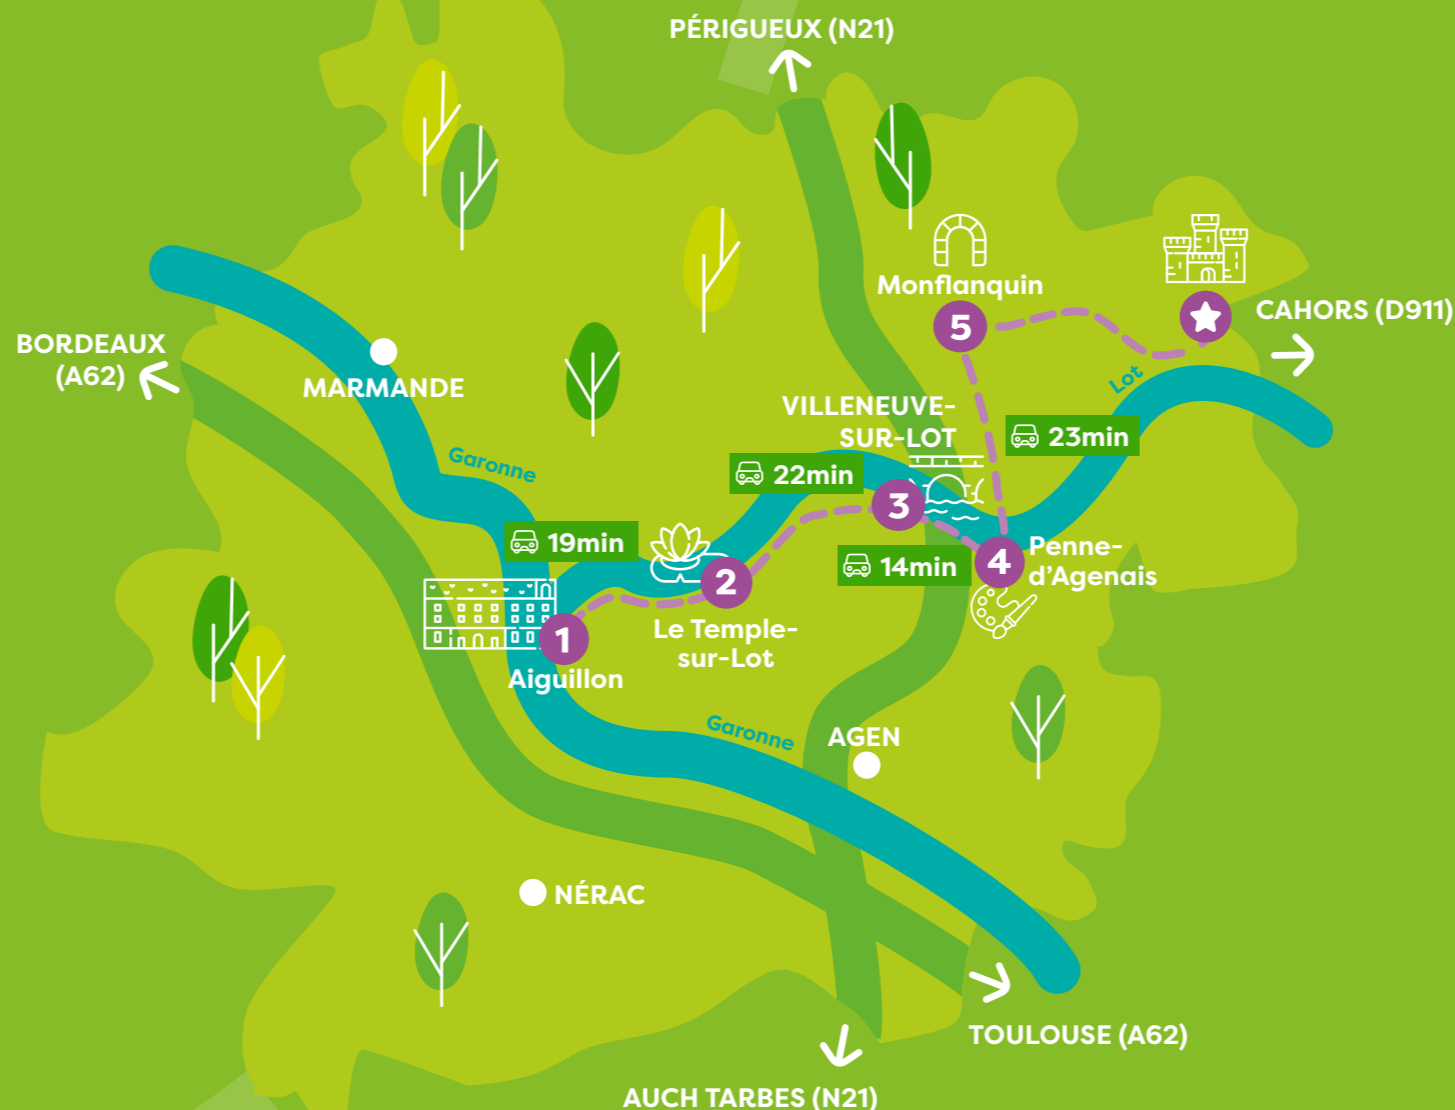 PÉRIGUEUX (N21)
Monflanquin
5
CAHORS (D911)
BORDEAUX
(A62)
MARMANDE
Lot
VILLENEUVE-
SUR-LOT
23min
Garonne
22min
3
19min
14min
4
Penne-
d'Agenais
2
1
Le Temple-
sur-Lot
Aiguillon
Garonne
AGEN
NÉRAC
TOULOUSE (A62)
AUCH TARBES (N21)